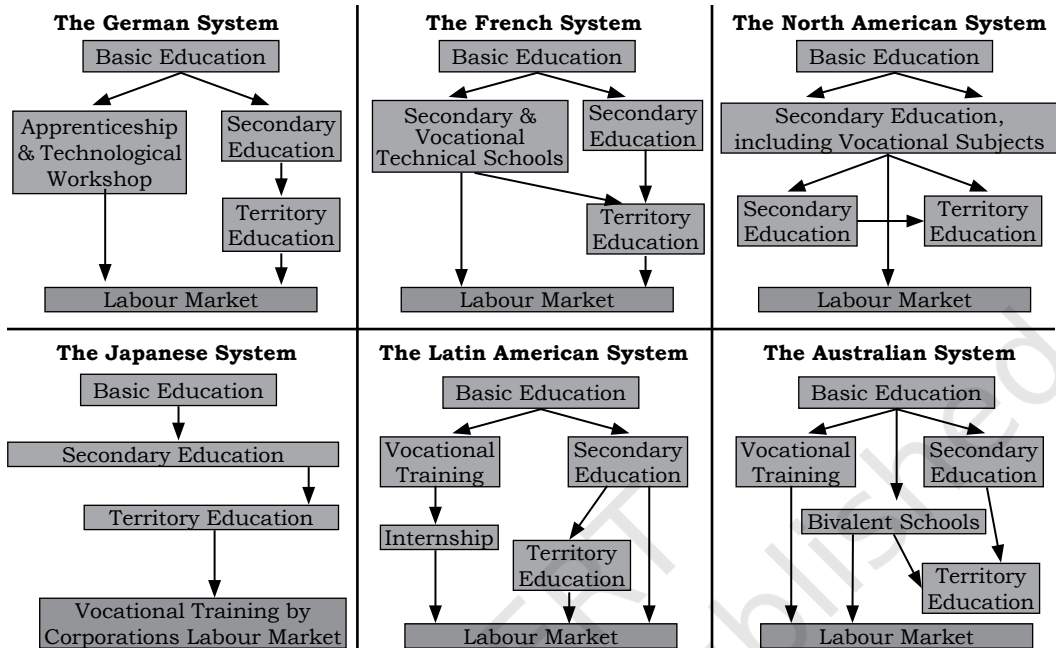 The German System
Basic Education
Apprenticeship
& Technological
Workshop
Secondary
Education
Territory
Education
Labour Market
The French System
Basic Education
Secondary &
Vocational
Technical Schools
Secondary
Education
Territory
Education
Labour Market
The North American System
Basic Education
Secondary Education,
including Vocational Subjects
Secondary
Education
Territory
Education
Labour Market
The Japanese System
Basic Education
Secondary Education
Territory Education
Vocational Training by
Corporations Labour Market
The Latin American System
Basic Education
Vocational
Training
Secondary
Education
Internship
Territory
Education
Labour Market
The Australian System
Basic Education
Vocational
Training
Secondary
Education
Bivalent Schools
Territory
Education
Labour Market